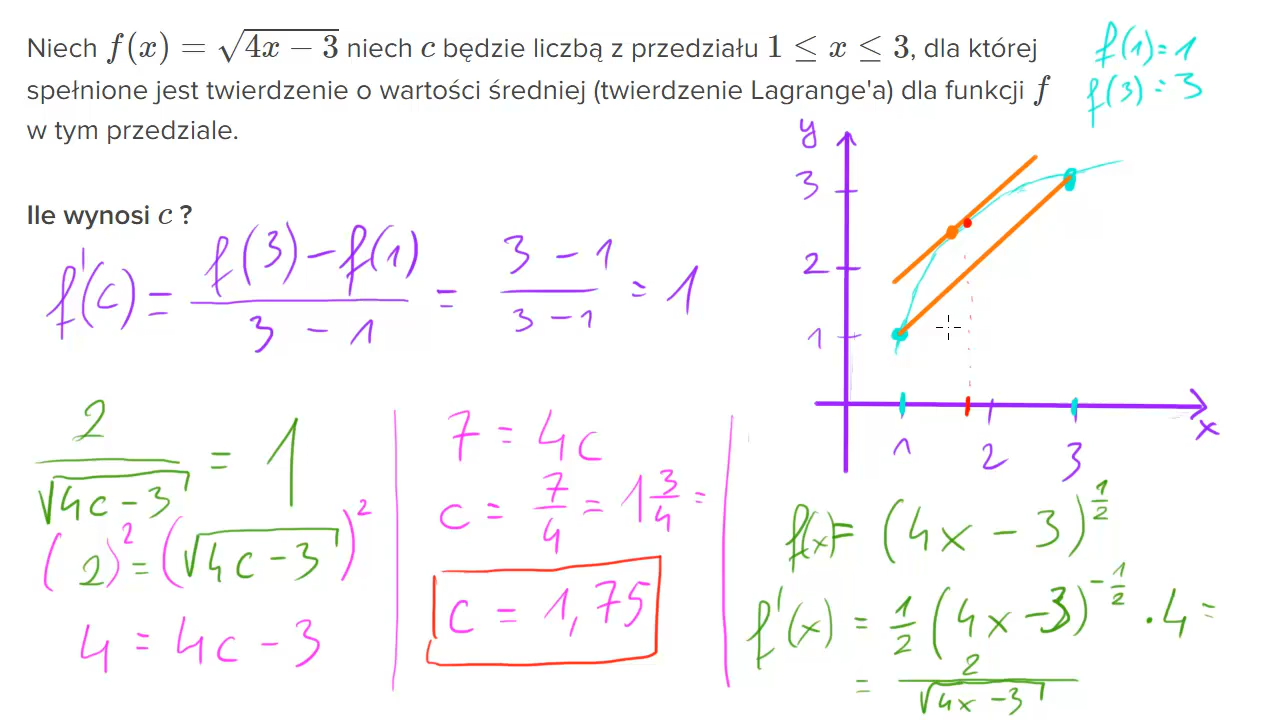 Niech f(x) = √(4x − 3) niech c będzie liczbą z przedziału 1 ≤ x ≤ 3, dla której
spełnione jest twierdzenie o wartości średniej (twierdzenie Lagrange'a) dla funkcji f
w tym przedziale.
f(1) = 1
f(3) = 3
Ile wynosi c ?
f'(c) = (f(3) − f(1))/(3 − 1) = (3 − 1)/(3 − 1) = 1
y
3
2
1
1 2 3
x
2/√(4c − 3) = 1
(2)² = (√(4c − 3))²
4 = 4c − 3
7 = 4c
c = 7/4 = 1 3/4 =
c = 1,75
f(x) = (4x − 3)^(1/2)
f'(x) = 1/2 (4x − 3)^(−1/2) · 4 =
= 2/√(4x − 3)